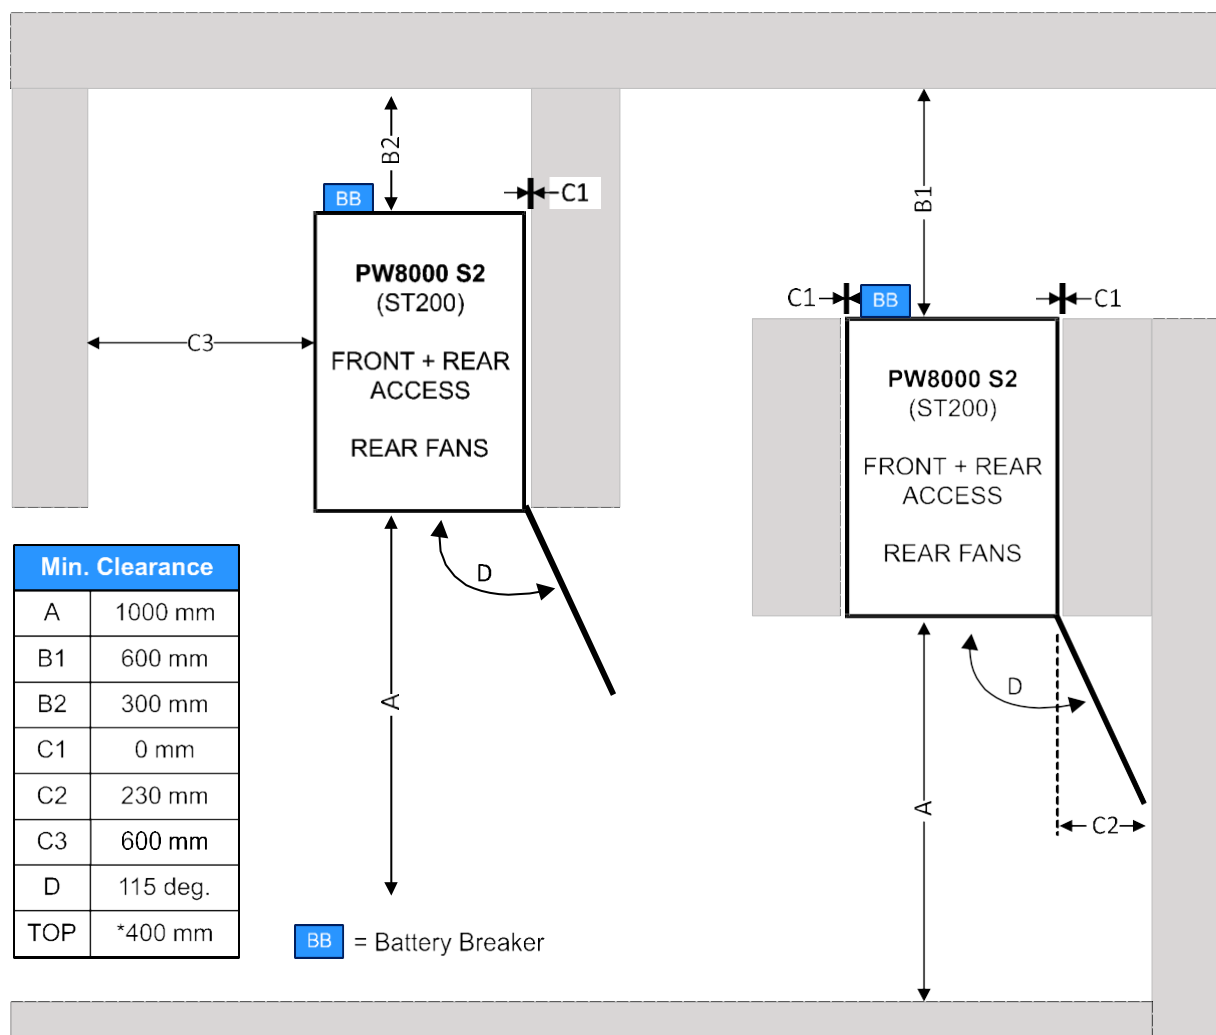 B2
C1
BB
PW8000 S2
(ST200)
FRONT + REAR
ACCESS
REAR FANS
C3
D
A
B1
C1
BB
C1
PW8000 S2
(ST200)
FRONT + REAR
ACCESS
REAR FANS
D
A
C2
Min. Clearance
A 1000 mm
B1 600 mm
B2 300 mm
C1 0 mm
C2 230 mm
C3 600 mm
D 115 deg.
TOP *400 mm
BB = Battery Breaker